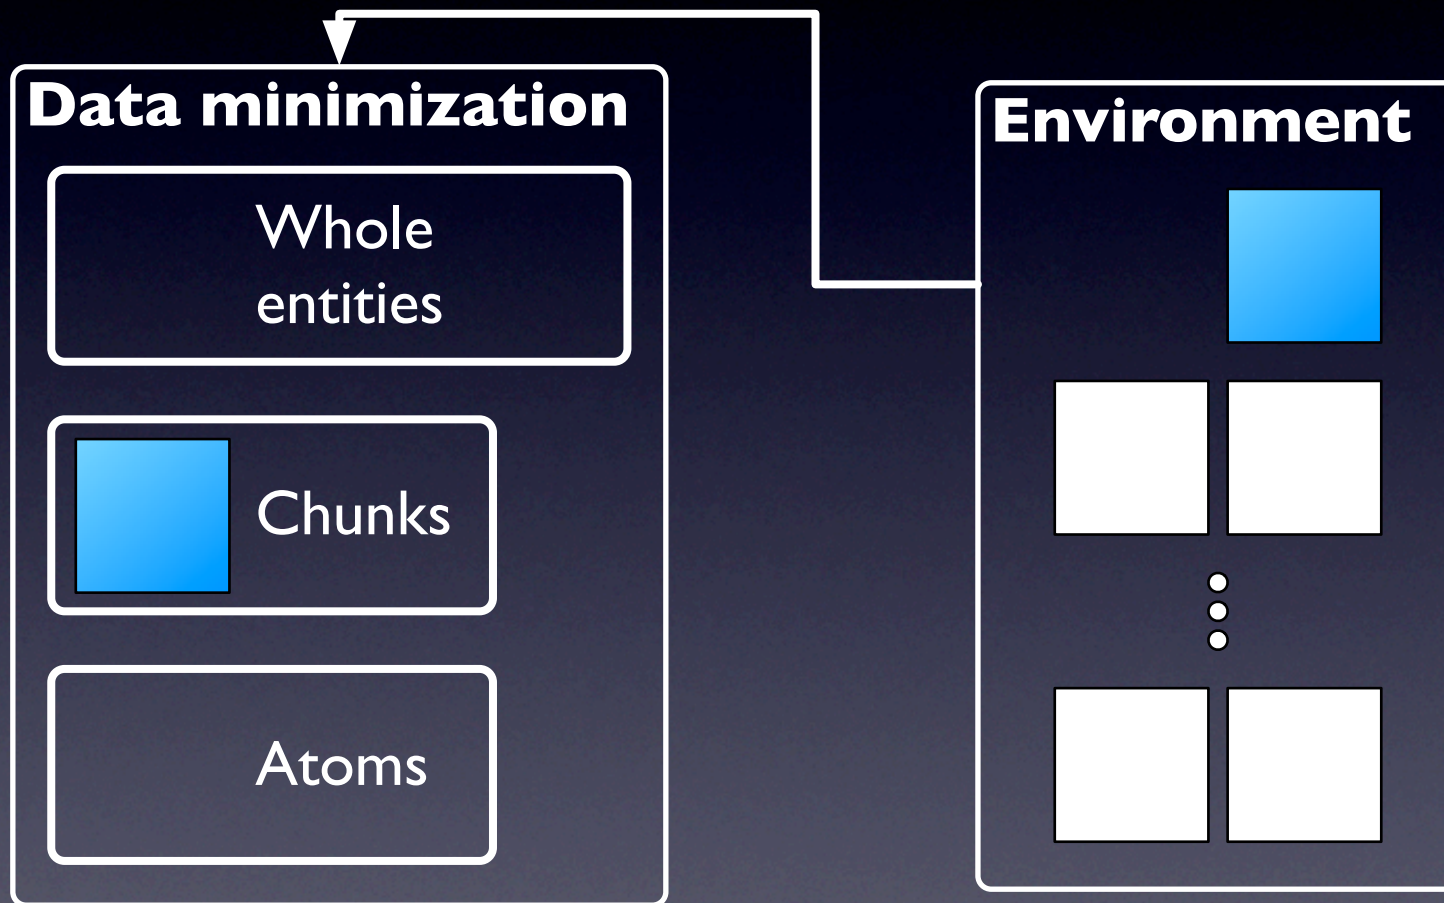 Data minimization
Whole
entities
Chunks
Atoms
Environment